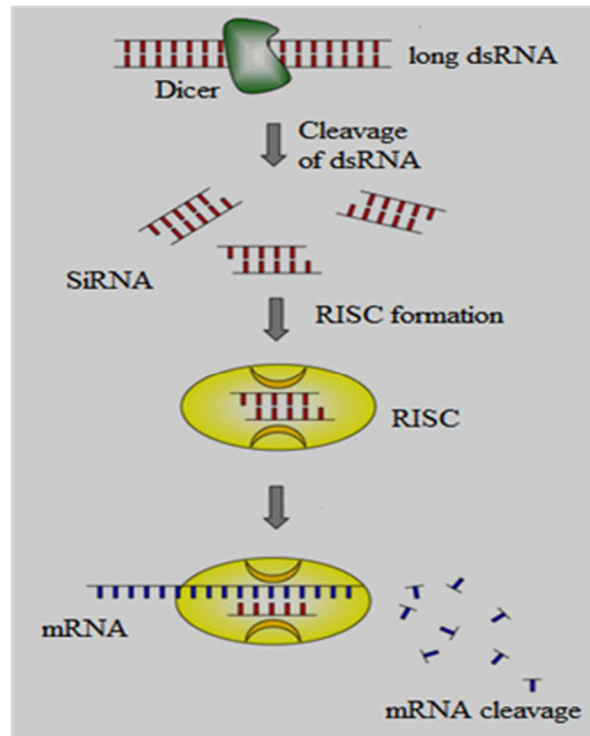 long dsRNA
Dicer
Cleavage
of dsRNA
SiRNA
RISC formation
RISC
mRNA
mRNA cleavage